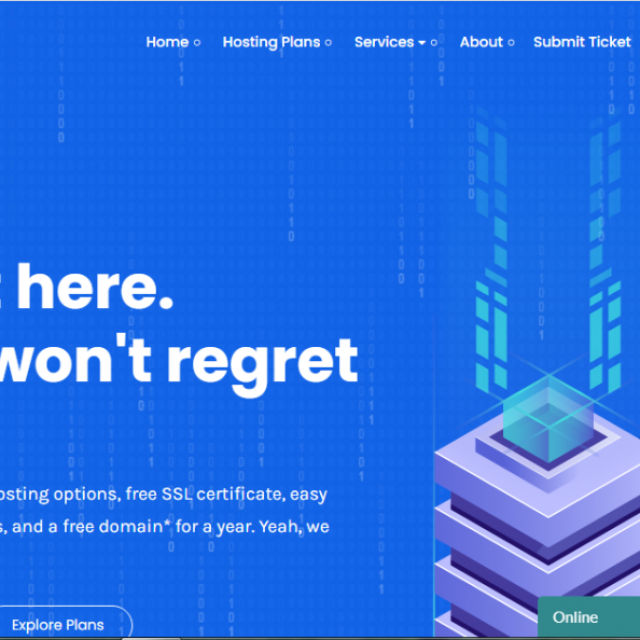 Home Hosting Plans Services About Submit Ticket
here.
won't regret
osting options, free SSL certificate, easy
s, and a free domain* for a year. Yeah, we
Explore Plans
Online